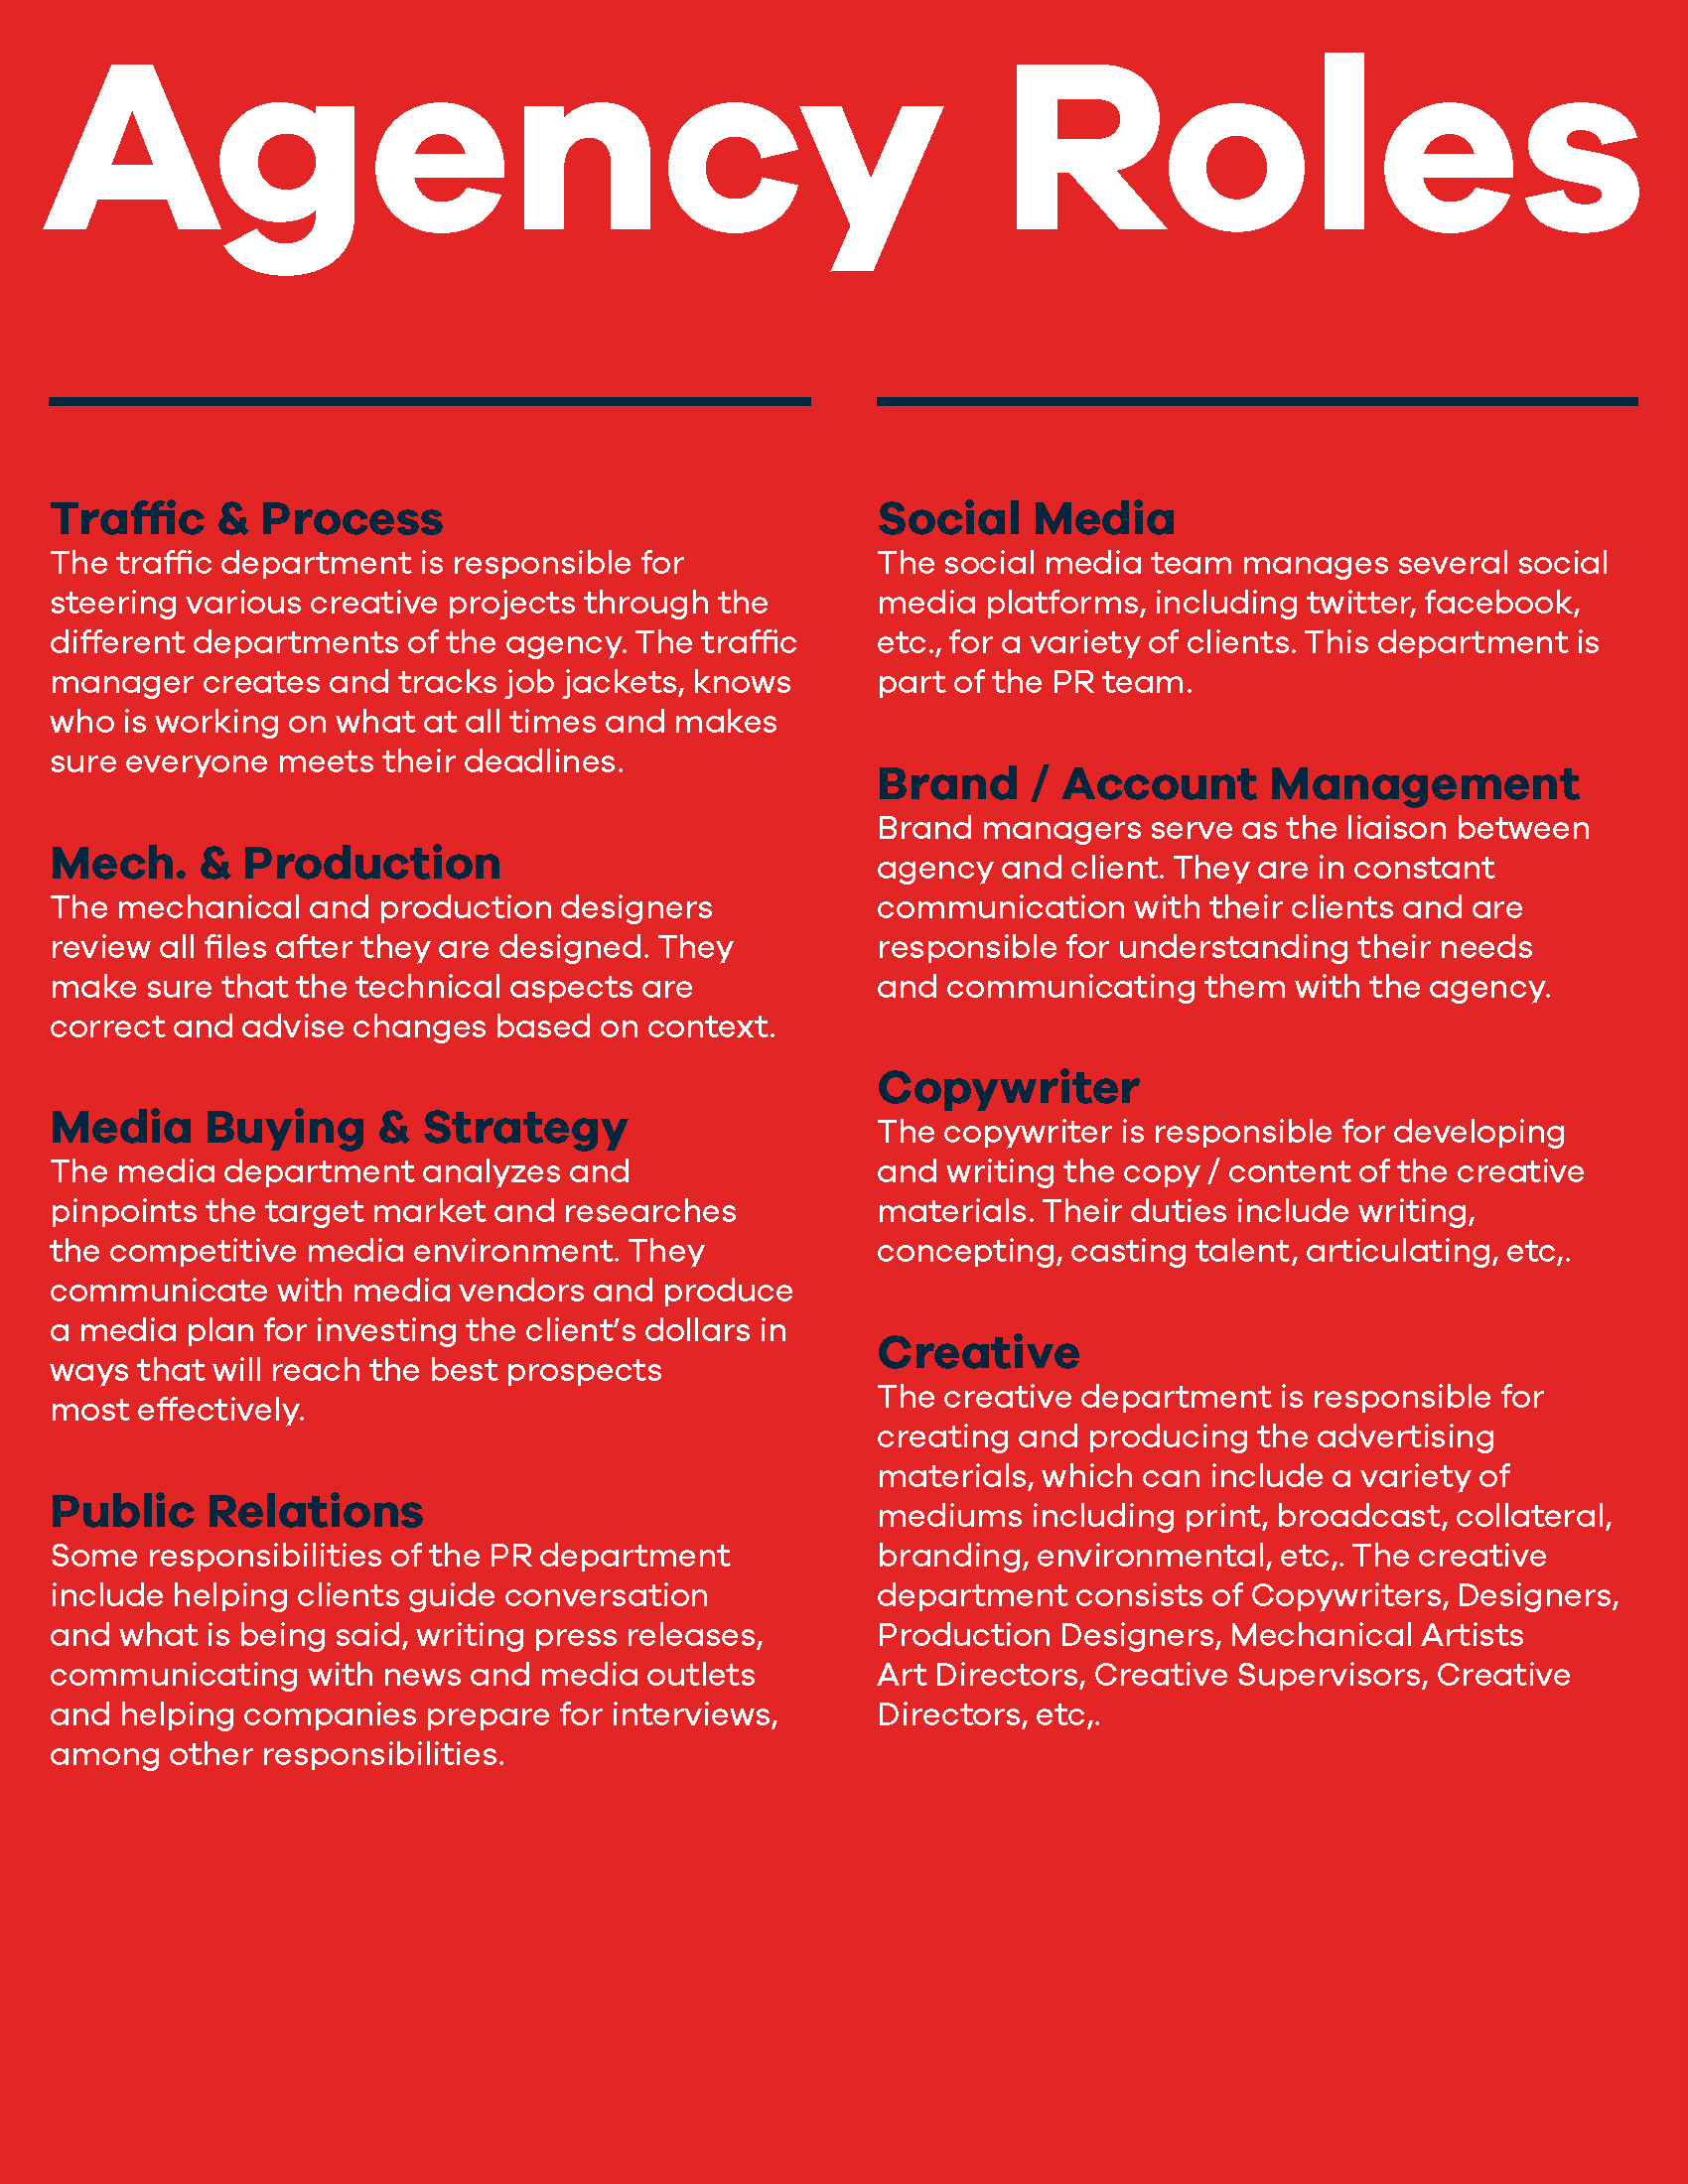 Agency Roles
Traffic & Process
The traffic department is responsible for
steering various creative projects through the
different departments of the agency. The traffic
manager creates and tracks job jackets, knows
who is working on what at all times and makes
sure everyone meets their deadlines.
Mech. & Production
The mechanical and production designers
review all files after they are designed. They
make sure that the technical aspects are
correct and advise changes based on context.
Media Buying & Strategy
The media department analyzes and
pinpoints the target market and researches
the competitive media environment. They
communicate with media vendors and produce
a media plan for investing the client’s dollars in
ways that will reach the best prospects
most effectively.
Public Relations
Some responsibilities of the PR department
include helping clients guide conversation
and what is being said, writing press releases,
communicating with news and media outlets
and helping companies prepare for interviews,
among other responsibilities.
Social Media
The social media team manages several social
media platforms, including twitter, facebook,
etc., for a variety of clients. This department is
part of the PR team.
Brand / Account Management
Brand managers serve as the liaison between
agency and client. They are in constant
communication with their clients and are
responsible for understanding their needs
and communicating them with the agency.
Copywriter
The copywriter is responsible for developing
and writing the copy / content of the creative
materials. Their duties include writing,
concepting, casting talent, articulating, etc,.
Creative
The creative department is responsible for
creating and producing the advertising
materials, which can include a variety of
mediums including print, broadcast, collateral,
branding, environmental, etc,. The creative
department consists of Copywriters, Designers,
Production Designers, Mechanical Artists
Art Directors, Creative Supervisors, Creative
Directors, etc,.